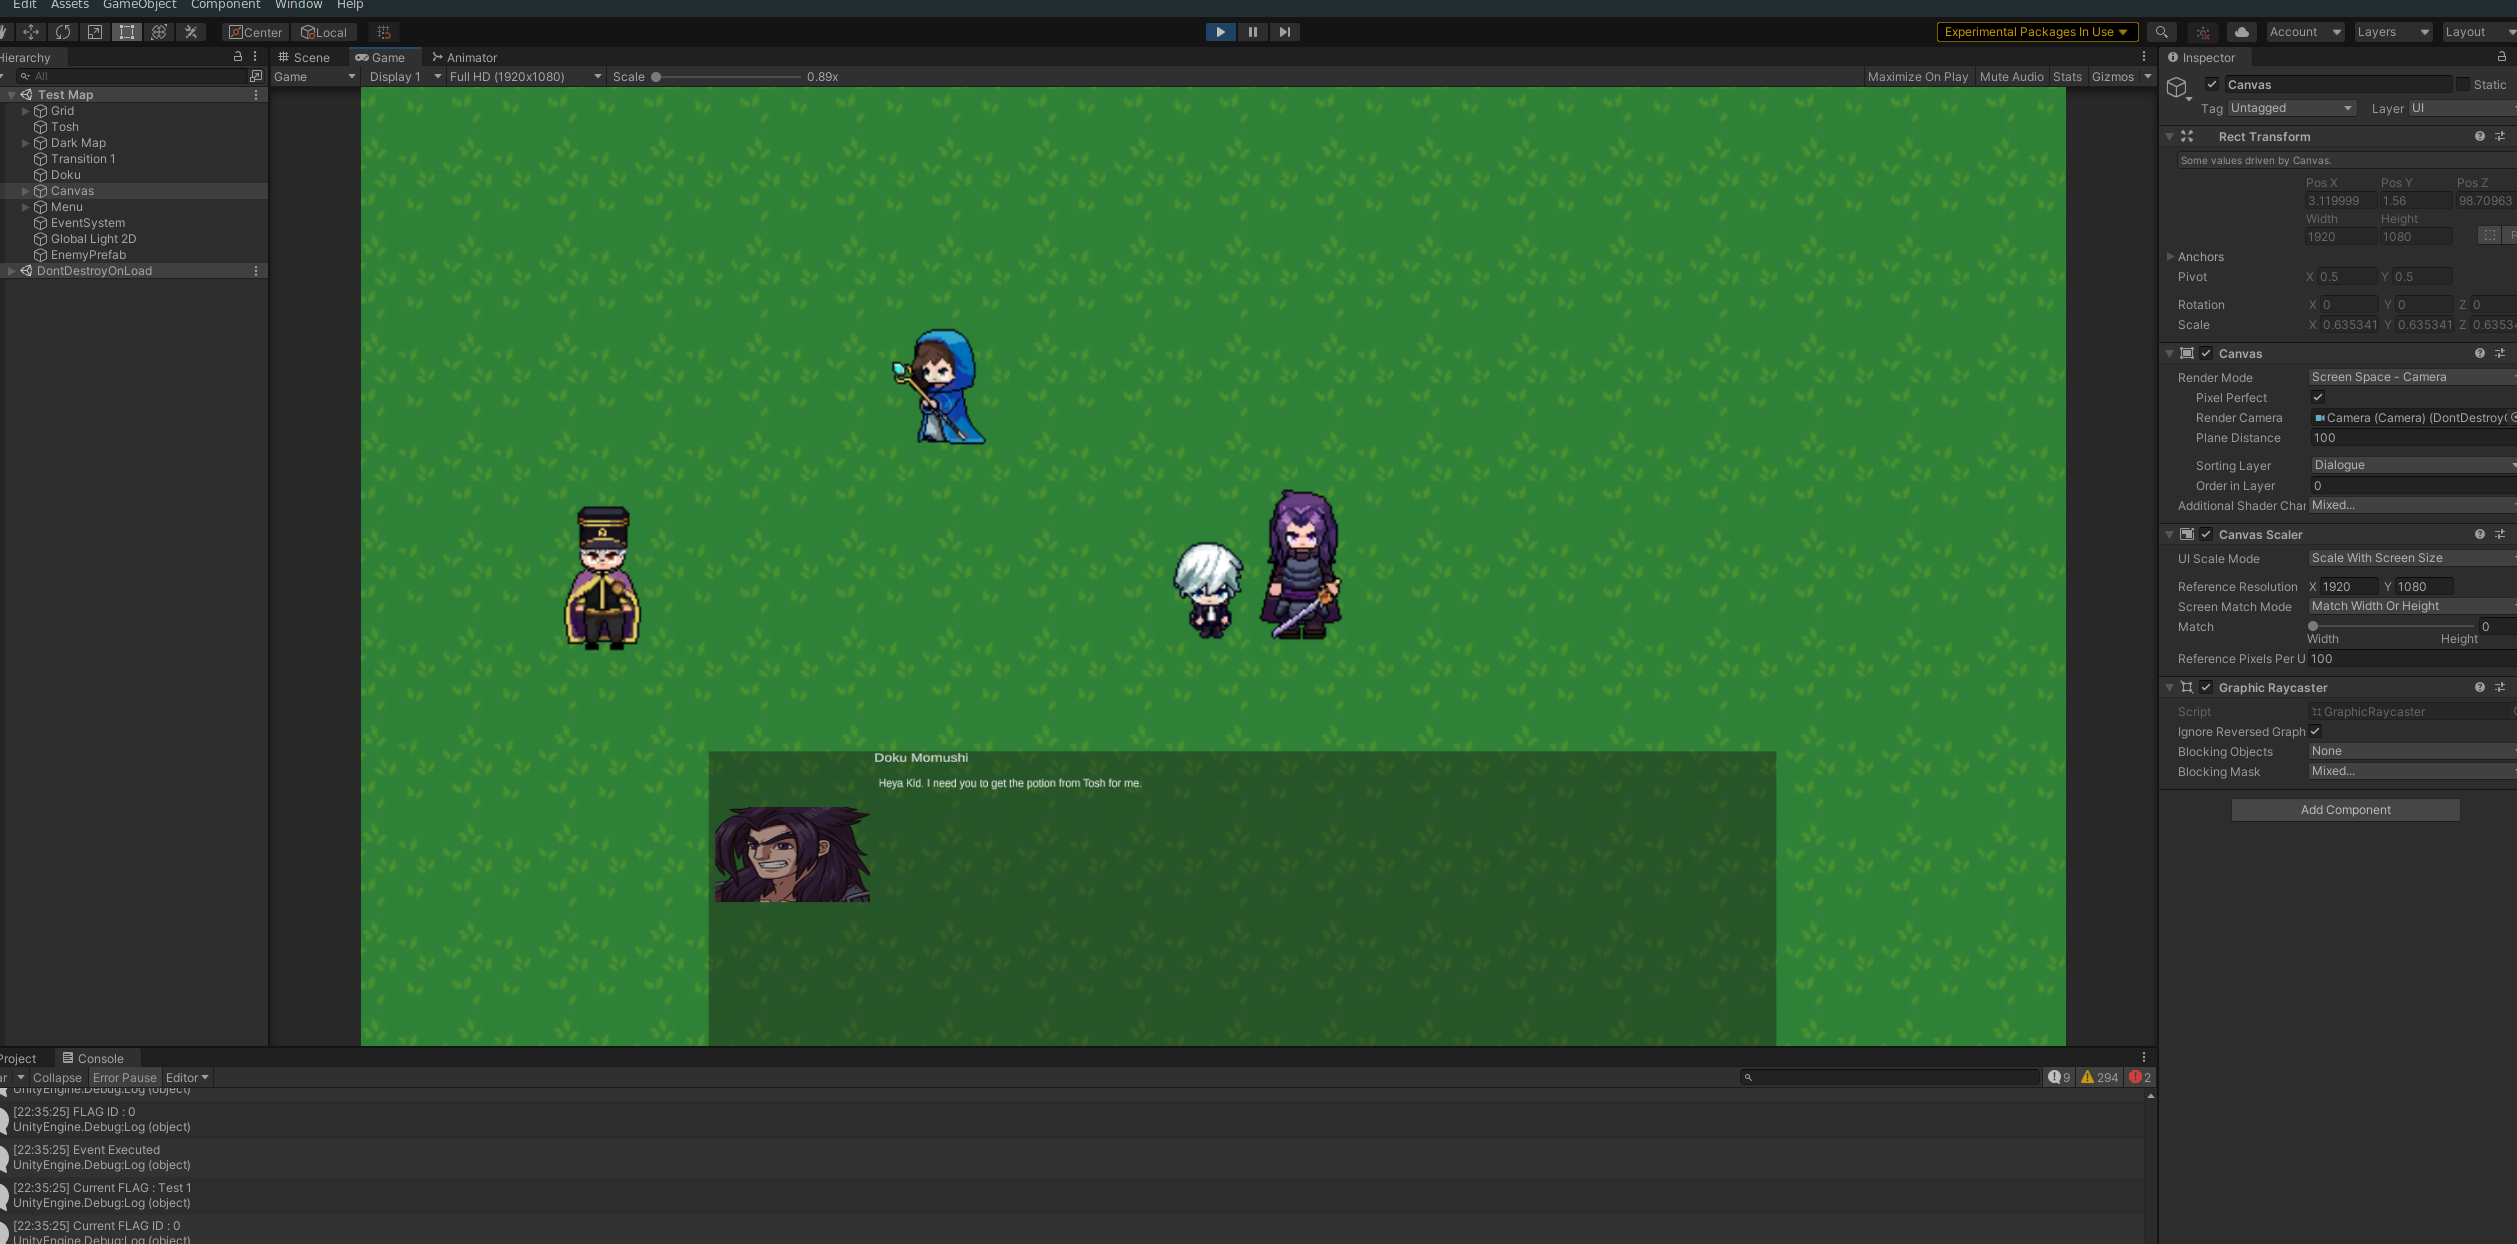 Edit Assets GameObject Component Window Help
Center Local
Experimental Packages In Use
Account Layers Layout
Hierarchy
All
Test Map
Grid
Tosh
Dark Map
Transition 1
Doku
Canvas
Menu
EventSystem
Global Light 2D
EnemyPrefab
DontDestroyOnLoad
Scene Game Animator
Game Display 1 Full HD (1920x1080) Scale 0.89x
Maximize On Play Mute Audio Stats Gizmos
Doku Momushi
Heya Kid. I need you to get the potion from Tosh for me.
Inspector
Canvas Static
Tag Untagged Layer UI
Rect Transform
Some values driven by Canvas.
Pos X Pos Y Pos Z
3.119999 1.56 98.70963
Width Height
1920 1080
Anchors
Pivot X 0.5 Y 0.5
Rotation X 0 Y 0 Z 0
Scale X 0.635341 Y 0.635341 Z 0.6353
Canvas
Render Mode Screen Space - Camera
Pixel Perfect
Render Camera Camera (Camera) (DontDestroy
Plane Distance 100
Sorting Layer Dialogue
Order in Layer 0
Additional Shader Char Mixed...
Canvas Scaler
UI Scale Mode Scale With Screen Size
Reference Resolution X 1920 Y 1080
Screen Match Mode Match Width Or Height
Match 0
Width Height
Reference Pixels Per U 100
Graphic Raycaster
Script GraphicRaycaster
Ignore Reversed Graph
Blocking Objects None
Blocking Mask Mixed...
Add Component
Project Console
Collapse Error Pause Editor
9 294 2
UnityEngine.Debug:Log (object)
[22:35:25] FLAG ID : 0
UnityEngine.Debug:Log (object)
[22:35:25] Event Executed
UnityEngine.Debug:Log (object)
[22:35:25] Current FLAG : Test 1
UnityEngine.Debug:Log (object)
[22:35:25] Current FLAG ID : 0
UnityEngine.Debug:Log (object)